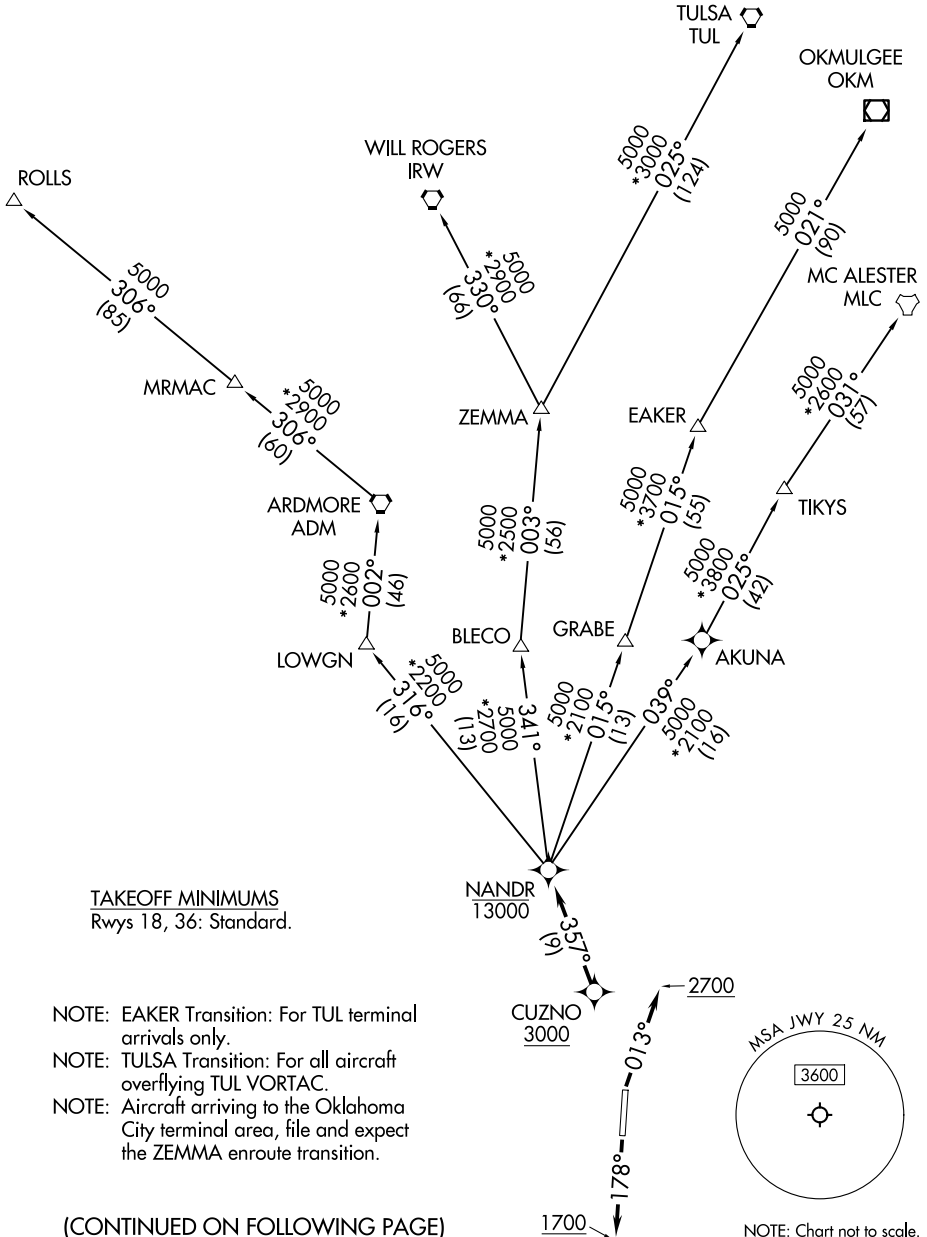 TULSA
TUL
OKMULGEE
OKM
WILL ROGERS
IRW
5000
*3000
025°
(124)
ROLLS
5000
021°
(90)
MC ALESTER
MLC
5000
306°
(85)
5000
*2900
330°
(66)
MRMAC
5000
*2900
306°
(60)
ZEMMA
EAKER
5000
*2600
031°
(57)
ARDMORE
ADM
5000
*2500
003°
(56)
5000
*3700
015°
(55)
TIKYS
5000
*2600
002°
(46)
5000
*3800
025°
(42)
LOWGN
BLECO
GRABE
AKUNA
5000
*2200
316°
(16)
341°
5000
*2700
(13)
5000
*2100
015°
(13)
039°
5000
*2100
(16)
NANDR
13000
TAKEOFF MINIMUMS
Rwys 18, 36: Standard.
357°
(9)
CUZNO
3000
2700
013°
178°
1700
NOTE: EAKER Transition: For TUL terminal
arrivals only.
NOTE: TULSA Transition: For all aircraft
overflying TUL VORTAC.
NOTE: Aircraft arriving to the Oklahoma
City terminal area, file and expect
the ZEMMA enroute transition.
MSA JWY 25 NM
3600
(CONTINUED ON FOLLOWING PAGE)
NOTE: Chart not to scale.